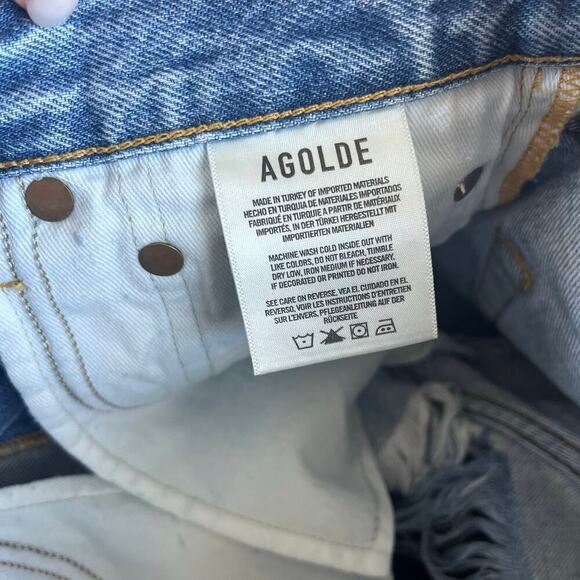 AGOLDE
MADE IN TURKEY OF IMPORTED MATERIALS
HECHO EN TURQUIA DE MATERIALES IMPORTADOS
FABRIQUÉ EN TURQUIE A PARTIR DE MATÉRIAUX
IMPORTÉS, IN DER TÜRKEI HERGESTELLT MIT
IMPORTIERTEN MATERIALIEN
MACHINE WASH COLD INSIDE OUT WITH
LIKE COLORS, DO NOT BLEACH, TUMBLE
DRY LOW, IRON MEDIUM IF NECESSARY,
IF DECORATED OR PRINTED DO NOT IRON.
SEE CARE ON REVERSE, VEA EL CUIDADO EN
REVERSO, VOIR LES INSTRUCTIONS D'ENTRETIEN
SUR L'ENVERS. PFLEGEANLEITUNG AUF DER
RÜCKSEITE